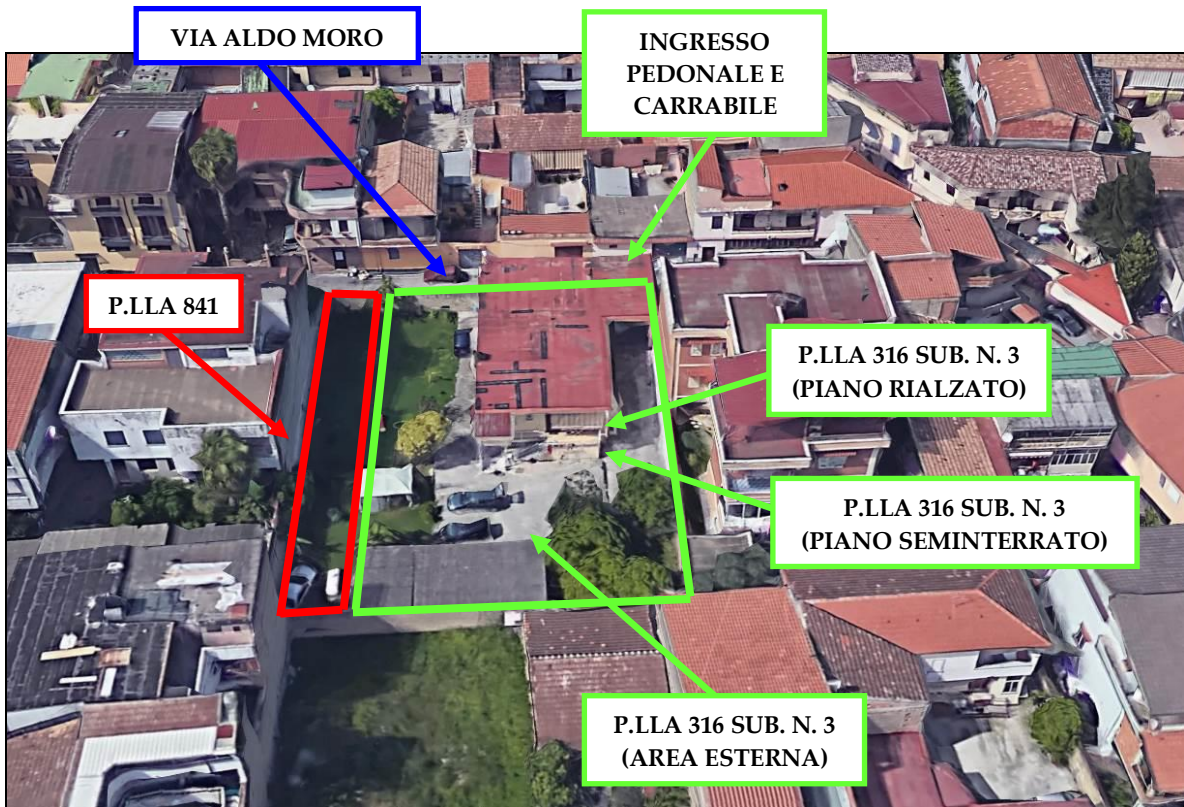 VIA ALDO MORO
INGRESSO
PEDONALE E
CARRABILE
P.LLA 841
P.LLA 316 SUB. N. 3
(PIANO RIALZATO)
P.LLA 316 SUB. N. 3
(PIANO SEMINTERRATO)
P.LLA 316 SUB. N. 3
(AREA ESTERNA)